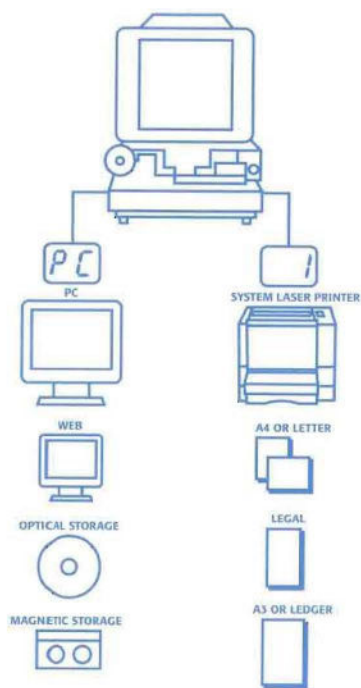 PC
PC
WEB
OPTICAL STORAGE
MAGNETIC STORAGE
1
SYSTEM LASER PRINTER
A4 OR LETTER
LEGAL
A3 OR LEDGER